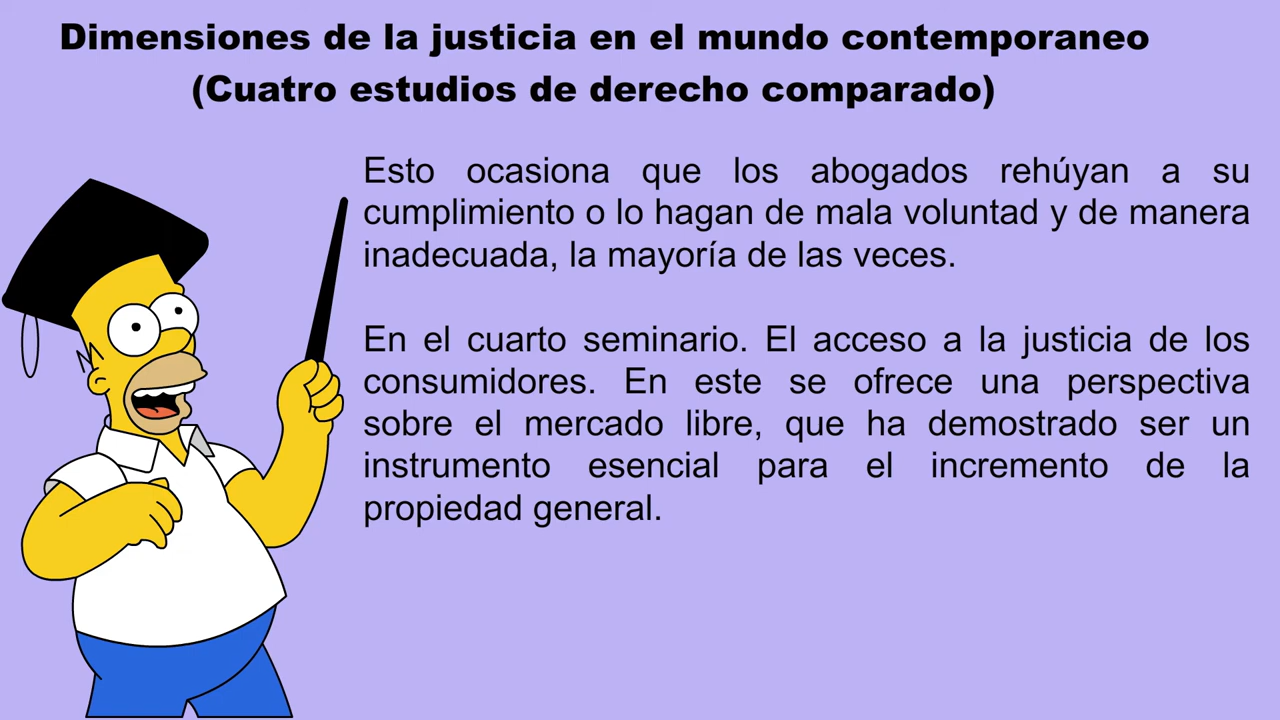 Dimensiones de la justicia en el mundo contemporaneo
(Cuatro estudios de derecho comparado)
Esto ocasiona que los abogados rehúyan a su
cumplimiento o lo hagan de mala voluntad y de manera
inadecuada, la mayoría de las veces.
En el cuarto seminario. El acceso a la justicia de los
consumidores. En este se ofrece una perspectiva
sobre el mercado libre, que ha demostrado ser un
instrumento esencial para el incremento de la
propiedad general.